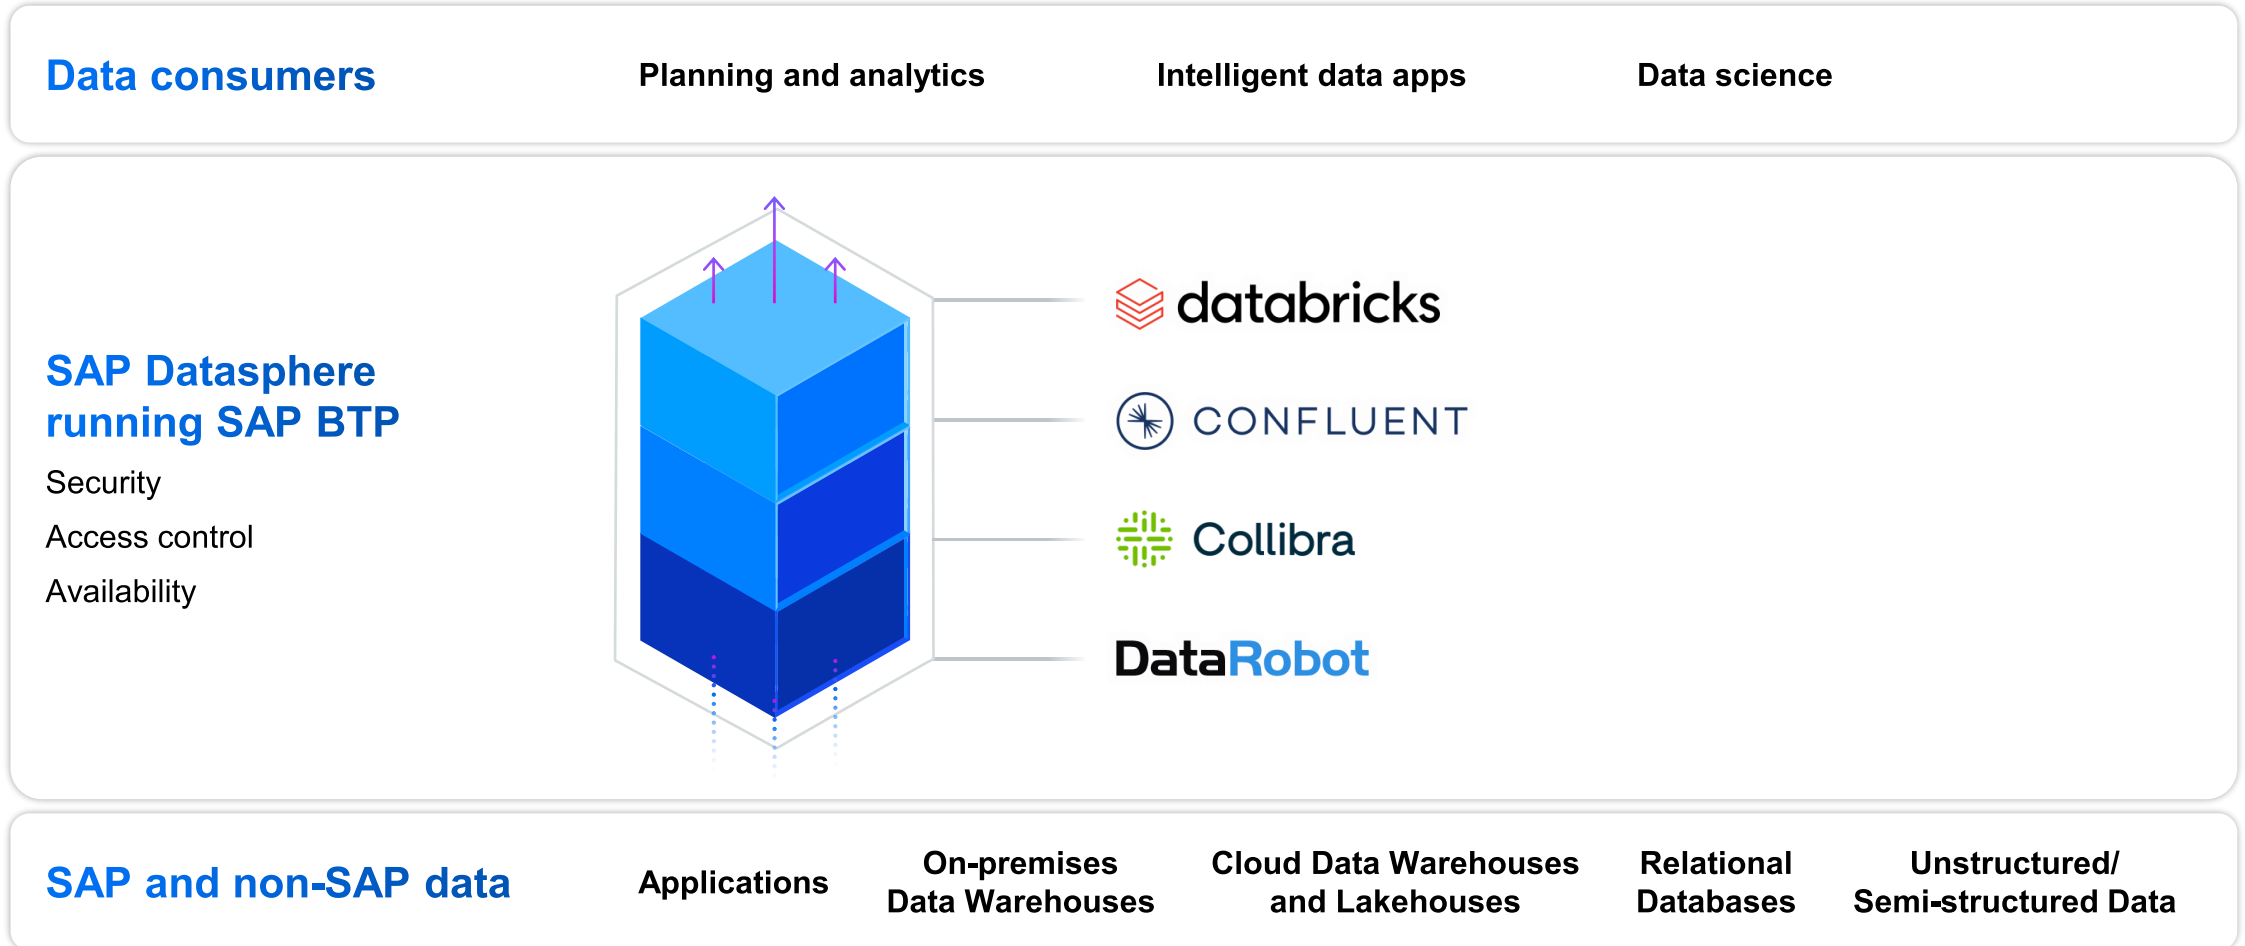 Data consumers
Planning and analytics
Intelligent data apps
Data science
SAP Datasphere
running SAP BTP
Security
Access control
Availability
databricks
CONFLUENT
Collibra
DataRobot
SAP and non-SAP data
Applications
On-premises
Data Warehouses
Cloud Data Warehouses
and Lakehouses
Relational
Databases
Unstructured/
Semi-structured Data